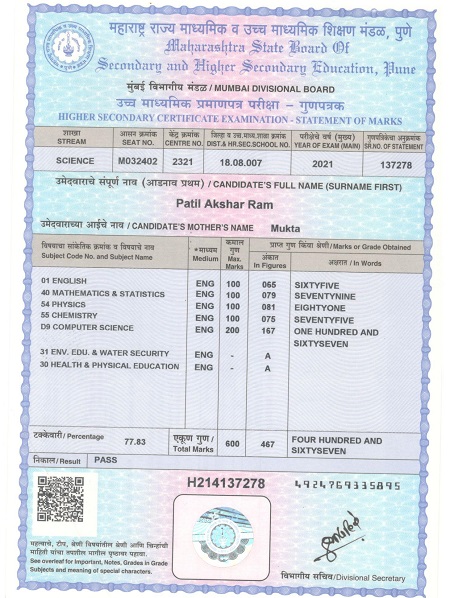 महाराष्ट्र राज्य माध्यमिक व उच्च माध्यमिक शिक्षण मंडळ, पुणे
Maharashtra State Board Of
Secondary and Higher Secondary Education, Pune
मुंबई विभागीय मंडळ / MUMBAI DIVISIONAL BOARD
उच्च माध्यमिक प्रमाणपत्र परीक्षा – गुणपत्रक
HIGHER SECONDARY CERTIFICATE EXAMINATION - STATEMENT OF MARKS
शाखा STREAM
आसन क्रमांक SEAT NO.
केंद्र क्रमांक CENTRE NO.
जिल्हा व उच्च.माध्य.शाळा क्रमांक DIST.& HR.SEC.SCHOOL NO.
परीक्षेचे वर्ष (मुख्य) YEAR OF EXAM (MAIN)
गुणपत्रिकेचा अनुक्रमांक SR.NO. OF STATEMENT
SCIENCE M032402 2321 18.08.007 2021 137278
उमेदवाराचे संपूर्ण नाव (आडनाव प्रथम) / CANDIDATE'S FULL NAME (SURNAME FIRST)
Patil Akshar Ram
उमेदवाराच्या आईचे नाव / CANDIDATE'S MOTHER'S NAME Mukta
विषयाचा सांकेतिक क्रमांक व विषयाचे नाव
Subject Code No. and Subject Name
*माध्यम Medium
कमाल गुण Max. Marks
प्राप्त गुण किंवा श्रेणी / Marks or Grade Obtained
अंकात In Figures
अक्षरात / In Words
01 ENGLISH ENG 100 065 SIXTYFIVE
40 MATHEMATICS & STATISTICS ENG 100 079 SEVENTYNINE
54 PHYSICS ENG 100 081 EIGHTYONE
55 CHEMISTRY ENG 100 075 SEVENTYFIVE
D9 COMPUTER SCIENCE ENG 200 167 ONE HUNDRED AND
SIXTYSEVEN
31 ENV. EDU. & WATER SECURITY ENG - A
30 HEALTH & PHYSICAL EDUCATION ENG - A
टक्केवारी / Percentage 77.83 एकूण गुण / Total Marks 600 467 FOUR HUNDRED AND
SIXTYSEVEN
निकाल / Result PASS
H214137278
4924769335895
महत्वाचे, टीप, श्रेणी विषयांतील श्रेणी आणि चिन्हांची
माहिती यांच्या तपशील मागील पृष्ठावर पहावा.
See overleaf for Important, Notes, Grades in Grade
Subjects and meaning of special characters.
विभागीय सचिव / Divisional Secretary